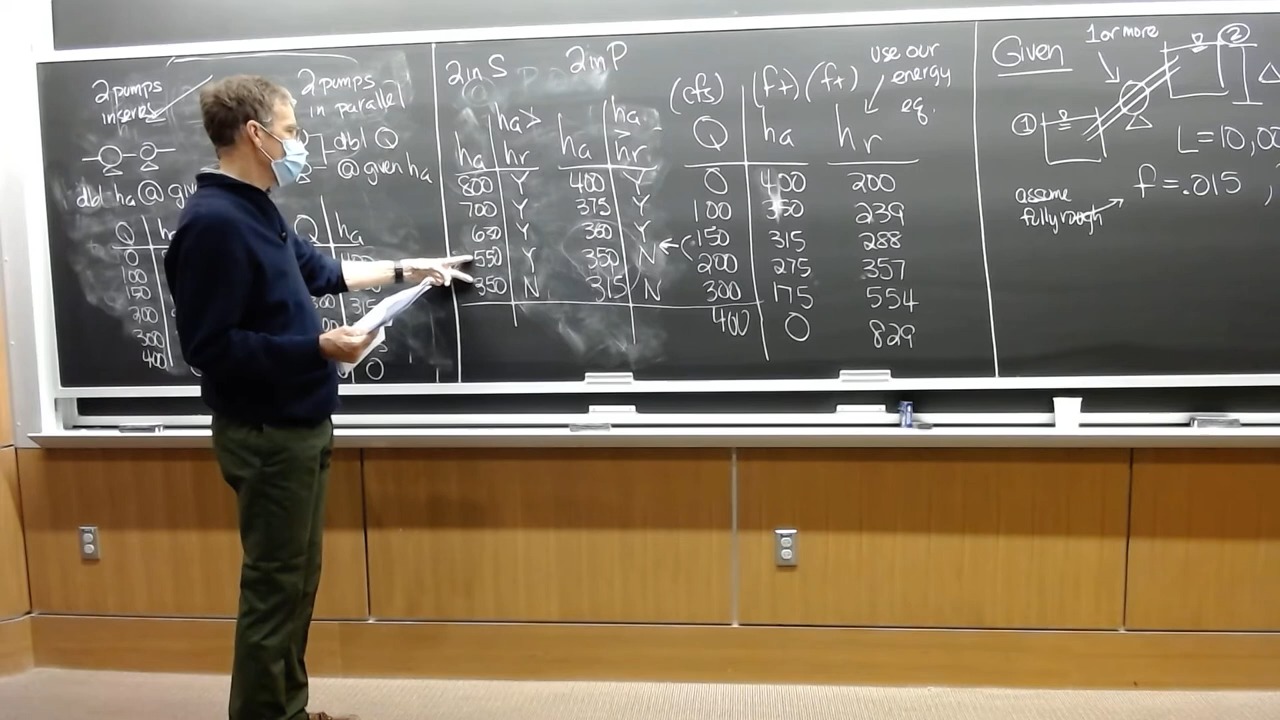 2 pumps
in series
dbl ha @
Q
0
100
150
200
300
400
2 pumps
in parallel
dbl Q
@ given ha
Q ha
0
2 in S 2 in P
ha ha > hr ha ha > hr
800 Y 400 Y
700 Y 375 Y
630 Y 360 Y
550 Y 350 N ←
350 N 315 N
(cfs) (ft) (ft)
use our
energy
eq.
Q ha hr
0 400 200
100 350 239
150 315 288
200 275 357
300 175 554
400 0 829
Given
1 or more
②
①
L = 10,00
f = .015 ,
assume
fully rough